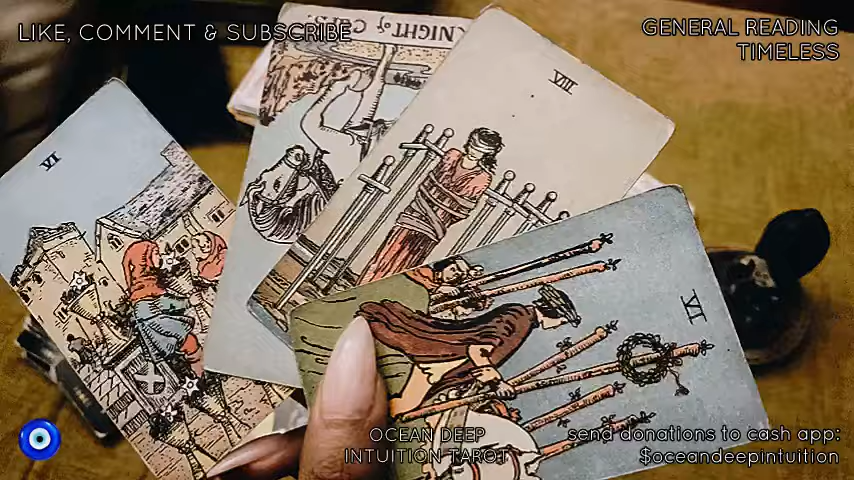 LIKE, COMMENT & SUBSCRIBE
GENERAL READING
TIMELESS
KNIGHT of CUPS.
VIII
VI
VI
OCEAN DEEP
INTUITION TAROT
send donations to cash app:
$oceandeepintuition